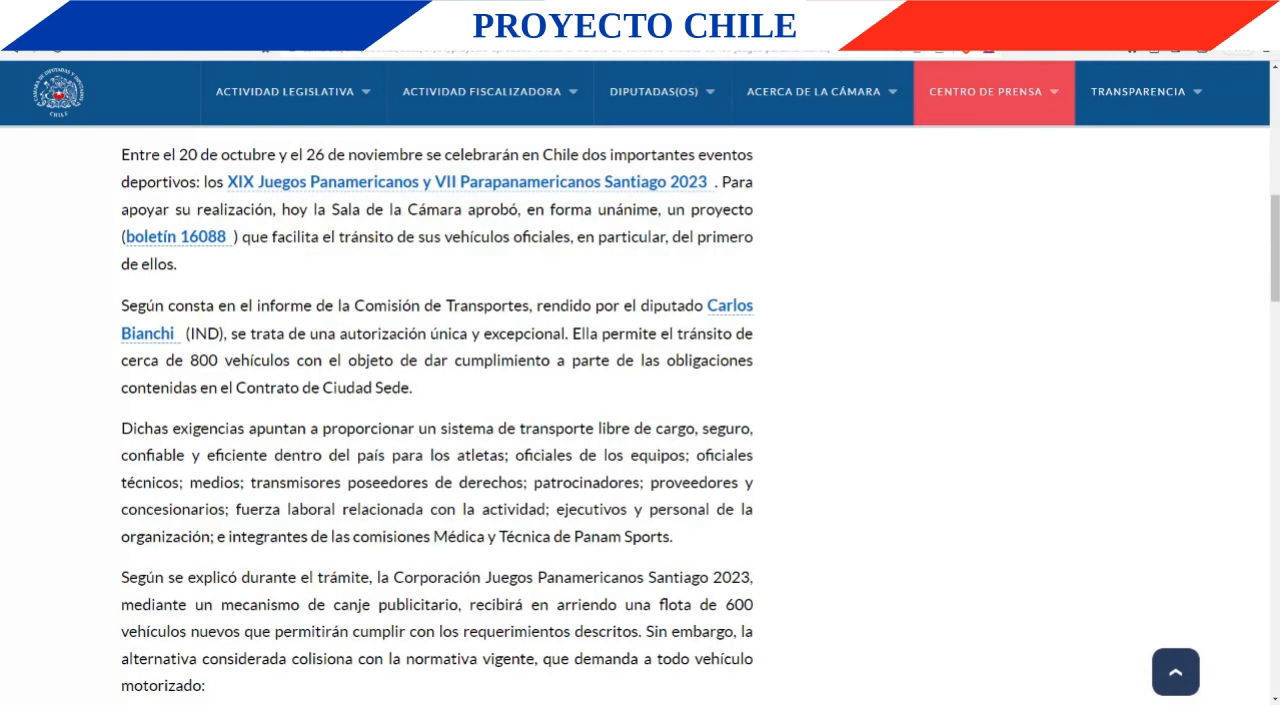 PROYECTO CHILE
ACTIVIDAD LEGISLATIVA
ACTIVIDAD FISCALIZADORA
DIPUTADAS(OS)
ACERCA DE LA CÁMARA
CENTRO DE PRENSA
TRANSPARENCIA
CÁMARA DE DIPUTADAS Y DIPUTADOS
CHILE
Entre el 20 de octubre y el 26 de noviembre se celebrarán en Chile dos importantes eventos
deportivos: los XIX Juegos Panamericanos y VII Parapanamericanos Santiago 2023 . Para
apoyar su realización, hoy la Sala de la Cámara aprobó, en forma unánime, un proyecto
(boletín 16088 ) que facilita el tránsito de sus vehículos oficiales, en particular, del primero
de ellos.
Según consta en el informe de la Comisión de Transportes, rendido por el diputado Carlos
Bianchi (IND), se trata de una autorización única y excepcional. Ella permite el tránsito de
cerca de 800 vehículos con el objeto de dar cumplimiento a parte de las obligaciones
contenidas en el Contrato de Ciudad Sede.
Dichas exigencias apuntan a proporcionar un sistema de transporte libre de cargo, seguro,
confiable y eficiente dentro del país para los atletas; oficiales de los equipos; oficiales
técnicos; medios; transmisores poseedores de derechos; patrocinadores; proveedores y
concesionarios; fuerza laboral relacionada con la actividad; ejecutivos y personal de la
organización; e integrantes de las comisiones Médica y Técnica de Panam Sports.
Según se explicó durante el trámite, la Corporación Juegos Panamericanos Santiago 2023,
mediante un mecanismo de canje publicitario, recibirá en arriendo una flota de 600
vehículos nuevos que permitirán cumplir con los requerimientos descritos. Sin embargo, la
alternativa considerada colisiona con la normativa vigente, que demanda a todo vehículo
motorizado: